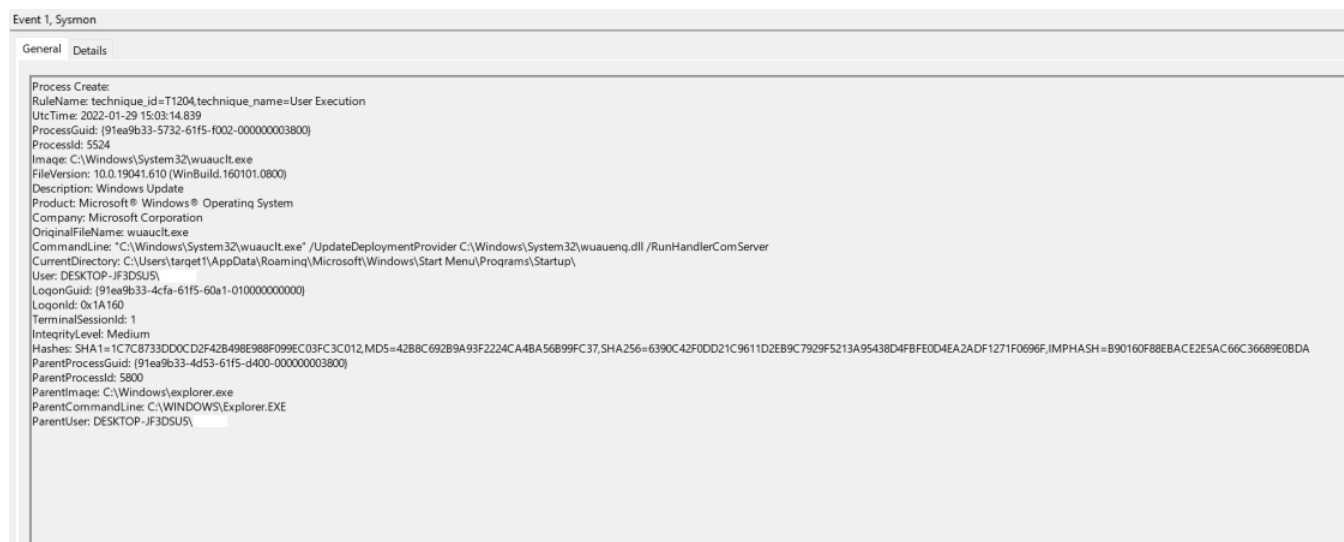 Event 1, Sysmon
General Details
Process Create:
RuleName: technique_id=T1204,technique_name=User Execution
UtcTime: 2022-01-29 15:03:14.839
ProcessGuid: {91ea9b33-5732-61f5-f002-000000003800}
ProcessId: 5524
Image: C:\Windows\System32\wuauclt.exe
FileVersion: 10.0.19041.610 (WinBuild.160101.0800)
Description: Windows Update
Product: Microsoft® Windows® Operating System
Company: Microsoft Corporation
OriginalFileName: wuauclt.exe
CommandLine: "C:\Windows\System32\wuauclt.exe" /UpdateDeploymentProvider C:\Windows\System32\wuaueng.dll /RunHandlerComServer
CurrentDirectory: C:\Users\target1\AppData\Roaming\Microsoft\Windows\Start Menu\Programs\Startup\
User: DESKTOP-JF3DSU5\
LogonGuid: {91ea9b33-4cfa-61f5-60a1-010000000000}
LogonId: 0x1A160
TerminalSessionId: 1
IntegrityLevel: Medium
Hashes: SHA1=1C7C8733DD0CD2F42B498E988F099EC03FC3C012,MD5=42B8C692B9A93F2224CA4BA56B99FC37,SHA256=6390C42F0DD21C9611D2EB9C7929F5213A95438D4FBFE0D4EA2ADF1271F0696F,IMPHASH=B90160F88EBACE2E5AC66C36689E0BDA
ParentProcessGuid: {91ea9b33-4d53-61f5-d400-000000003800}
ParentProcessId: 5800
ParentImage: C:\Windows\explorer.exe
ParentCommandLine: C:\WINDOWS\Explorer.EXE
ParentUser: DESKTOP-JF3DSU5\